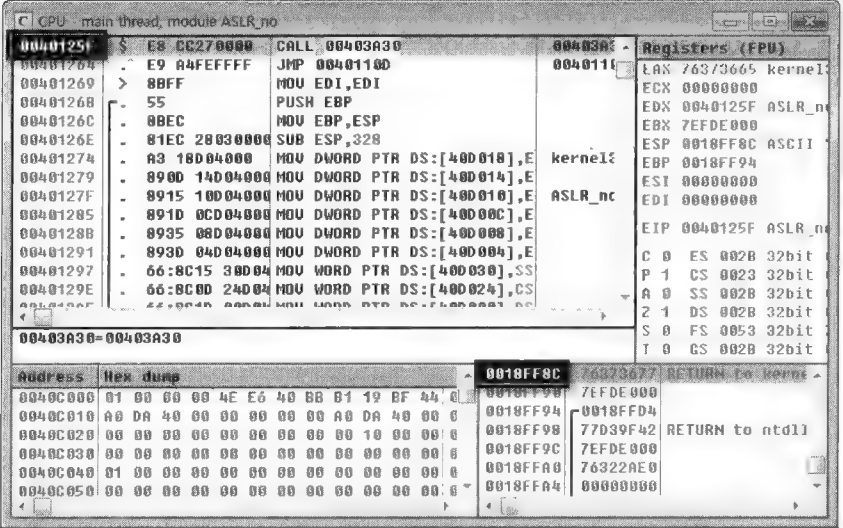 C CPU - main thread, module ASLR_no
0040125F $ E8 CC270000 CALL 00403A30 00403A3
00401264 .^ E9 A4FEFFFF JMP 0040110D 0040110
00401269 > 8BFF MOV EDI,EDI
0040126B . 55 PUSH EBP
0040126C . 8BEC MOV EBP,ESP
0040126E . 81EC 28030000 SUB ESP,328
00401274 . A3 18D04000 MOV DWORD PTR DS:[40D018],E kernel3
00401279 . 890D 14D04000 MOV DWORD PTR DS:[40D014],E
0040127F . 8915 10D04000 MOV DWORD PTR DS:[40D010],E ASLR_no
00401285 . 891D 0CD04000 MOV DWORD PTR DS:[40D00C],E
0040128B . 8935 08D04000 MOV DWORD PTR DS:[40D008],E
00401291 . 893D 04D04000 MOV DWORD PTR DS:[40D004],E
00401297 . 66:8C15 30D04 MOV WORD PTR DS:[40D030],SS
0040129E . 66:8C0D 24D04 MOV WORD PTR DS:[40D024],CS
00403A30=00403A30
Registers (FPU)
EAX 76373665 kernel3
ECX 00000000
EDX 0040125F ASLR_no
EBX 7EFDE000
ESP 0018FF8C ASCII
EBP 0018FF94
ESI 00000000
EDI 00000000
EIP 0040125F ASLR_no
C 0 ES 002B 32bit
P 1 CS 0023 32bit
A 0 SS 002B 32bit
Z 1 DS 002B 32bit
S 0 FS 0053 32bit
T 0 GS 002B 32bit
Address Hex dump
0040C000 01 00 00 00 4E E6 40 BB B1 19 BF 44 0
0040C010 A0 DA 40 00 00 00 00 00 A0 DA 40 00 0
0040C020 00 00 00 00 00 00 00 00 10 00 00 0
0040C030 00 00 00 00 00 00 00 00 00 00 00 00 0
0040C040 01 00 00 00 00 00 00 00 00 00 00 00 0
0040C050 00 00 00 00 00 00 00 00 00 00 00 00 0
0018FF8C 76373677 RETURN to kerne
0018FF90 7EFDE000
0018FF94 0018FFD4
0018FF98 77D39F42 RETURN to ntdll
0018FF9C 7EFDE000
0018FFA0 76322AE0
0018FFA4 00000000